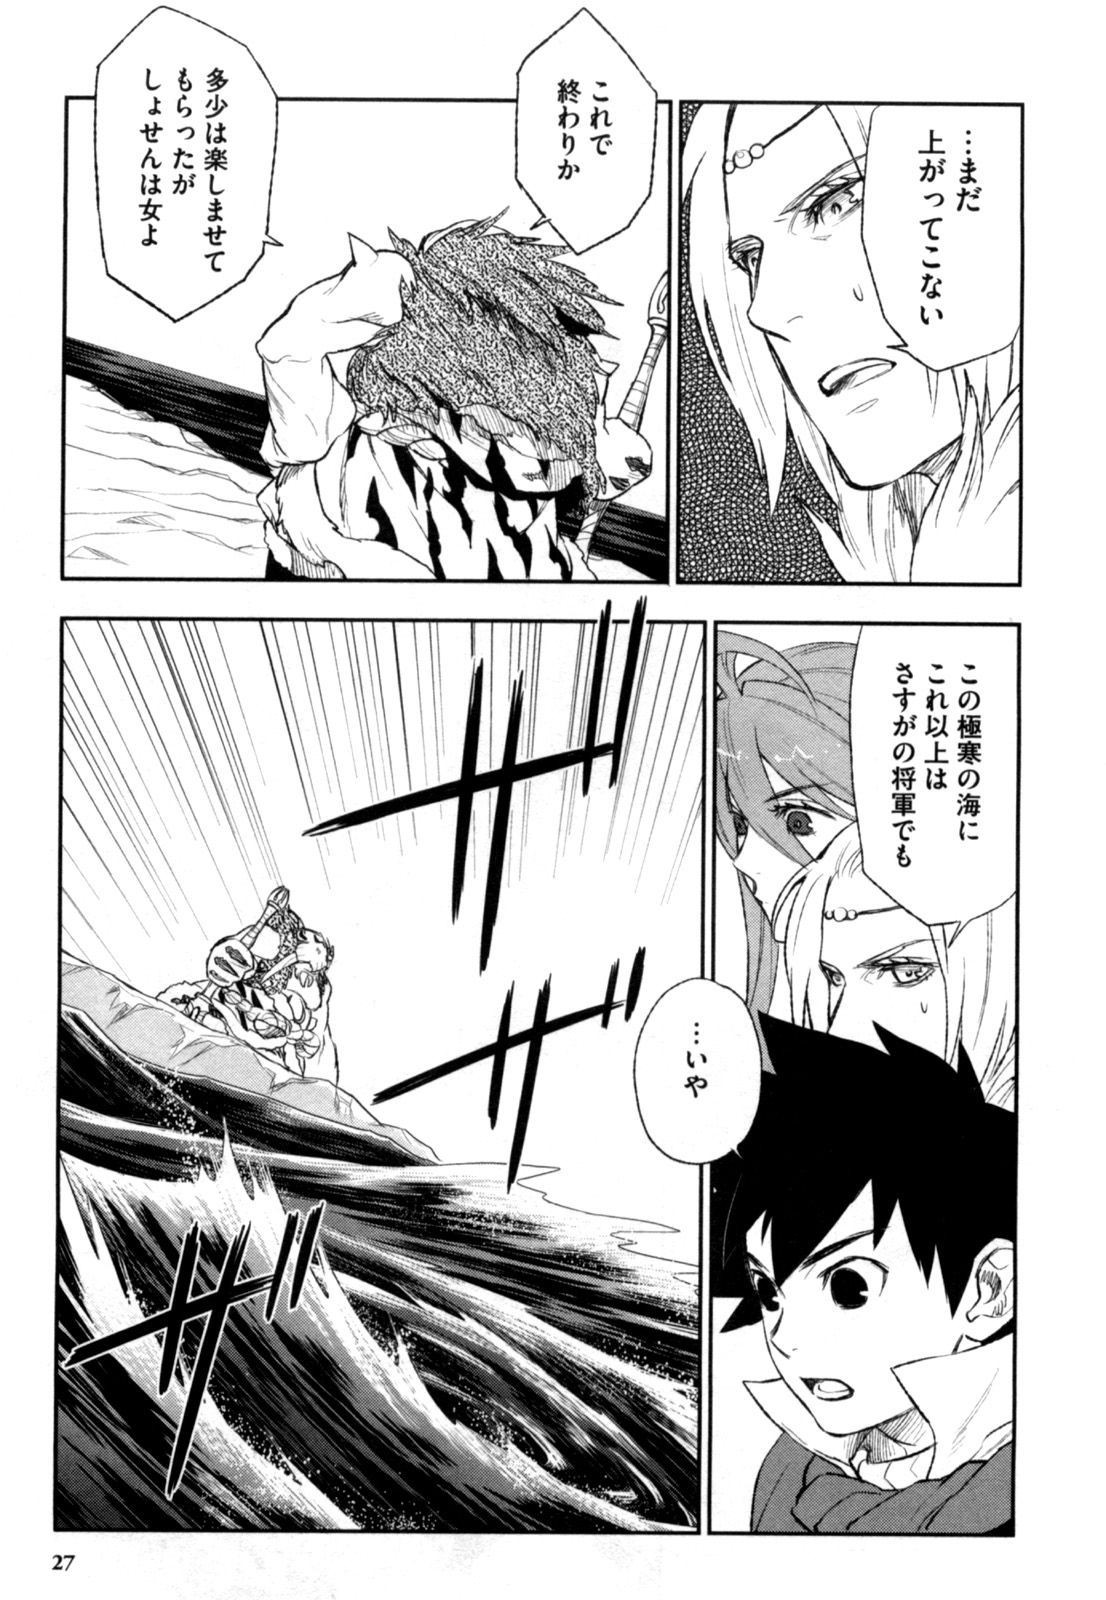 …まだ
上がってこない
これで
終わりか
多少は楽しませて
もらったが
しょせんは女よ
この極寒の海に
これ以上は
さすがの将軍でも
…いや
ザザザ
27